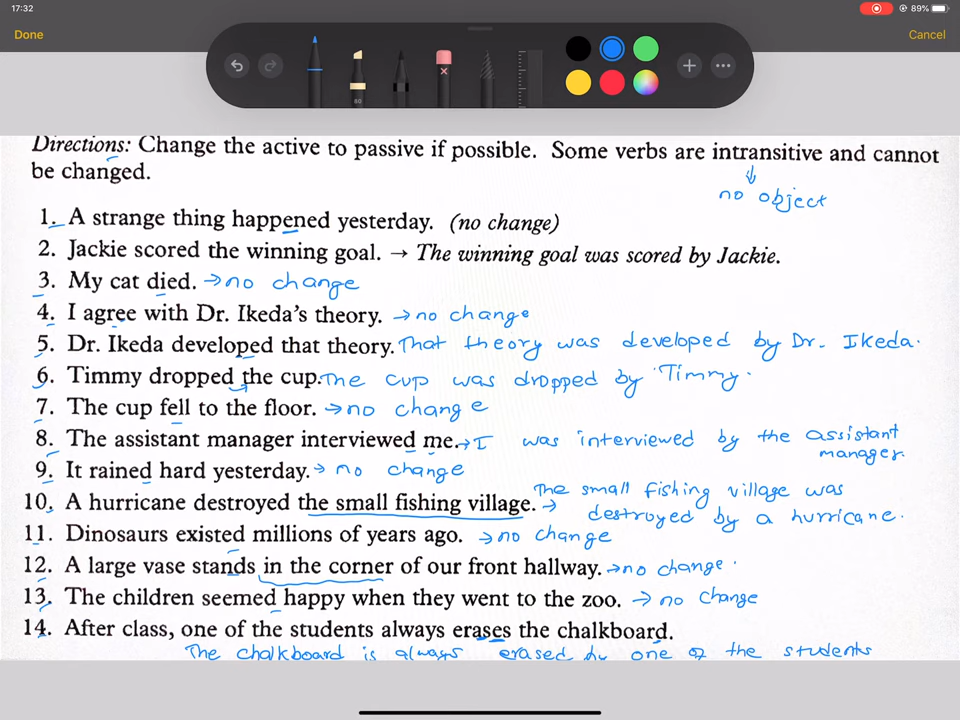 17:32
89%
Done
Cancel
80
Directions: Change the active to passive if possible. Some verbs are intransitive and cannot
be changed.
no object
1. A strange thing happened yesterday. (no change)
2. Jackie scored the winning goal. → The winning goal was scored by Jackie.
3. My cat died. → no change
4. I agree with Dr. Ikeda's theory. → no change
5. Dr. Ikeda developed that theory. That theory was developed by Dr. Ikeda.
6. Timmy dropped the cup. The cup was dropped by Timmy.
7. The cup fell to the floor. → no change
8. The assistant manager interviewed me. → I was interviewed by the assistant
manager.
9. It rained hard yesterday. → no change
10. A hurricane destroyed the small fishing village. → The small fishing village was
destroyed by a hurricane.
11. Dinosaurs existed millions of years ago. → no change
12. A large vase stands in the corner of our front hallway. → no change.
13. The children seemed happy when they went to the zoo. → no change
14. After class, one of the students always erases the chalkboard.
The chalkboard is always erased by one of the students